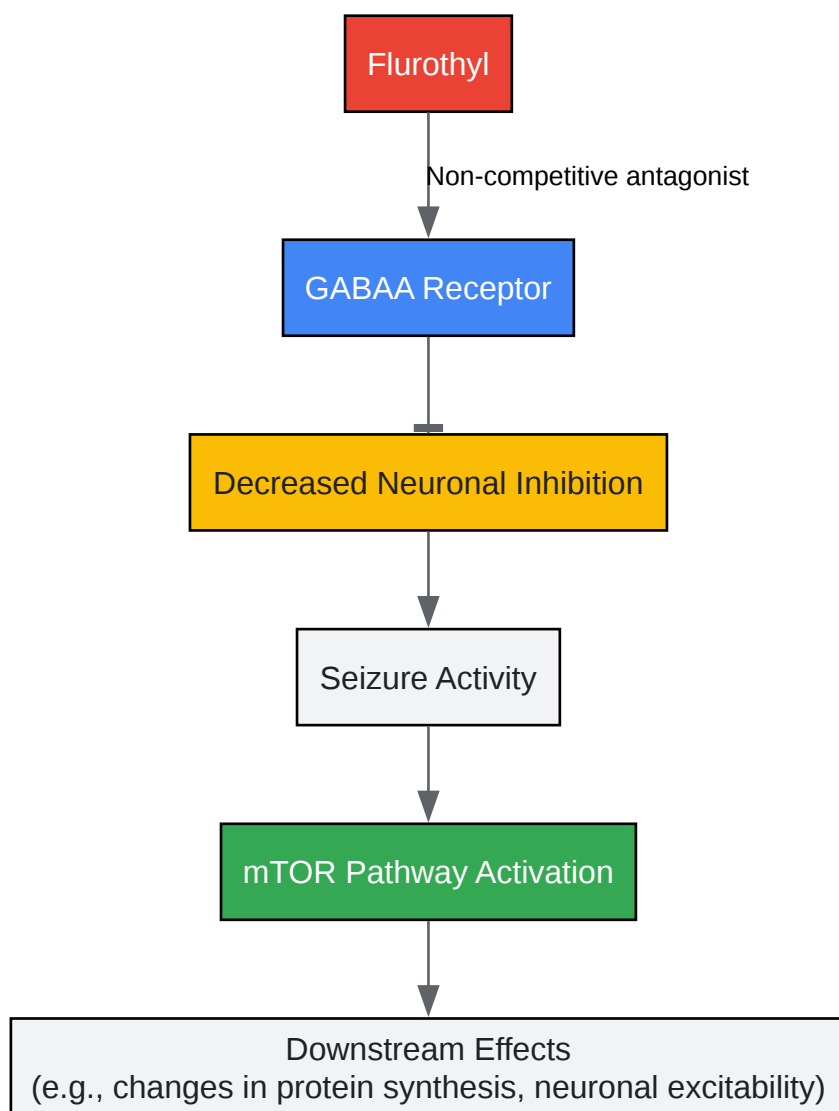 Flurothyl
Non-competitive antagonist
GABAA Receptor
Decreased Neuronal Inhibition
Seizure Activity
mTOR Pathway Activation
Downstream Effects
(e.g., changes in protein synthesis, neuronal excitability)